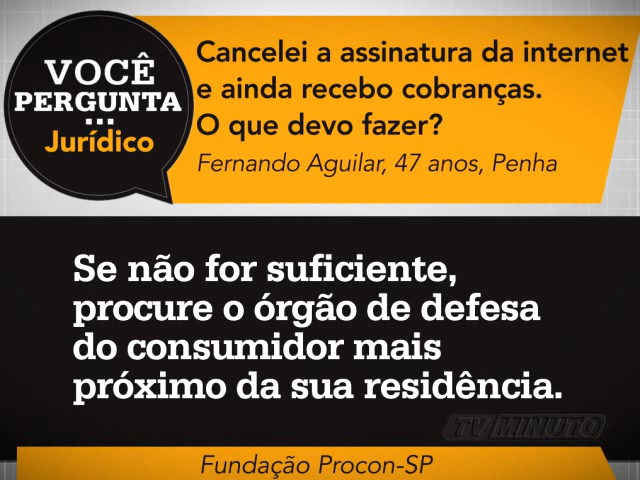 VOCÊ
PERGUNTA
...
Jurídico
Cancelei a assinatura da internet
e ainda recebo cobranças.
O que devo fazer?
Fernando Aguilar, 47 anos, Penha
Se não for suficiente,
procure o órgão de defesa
do consumidor mais
próximo da sua residência.
TV MINUTO
Fundação Procon-SP